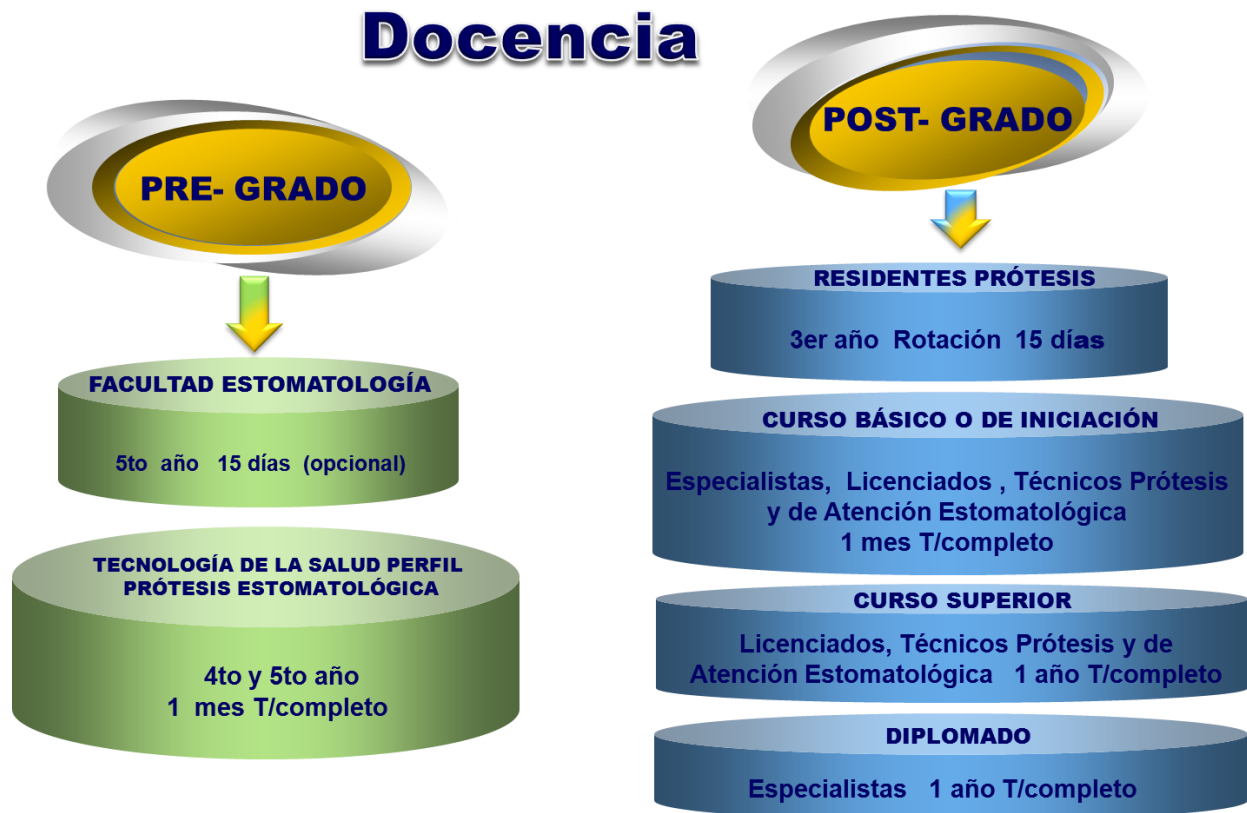 Docencia
PRE- GRADO
FACULTAD ESTOMATOLOGÍA
5to año 15 días (opcional)
TECNOLOGÍA DE LA SALUD PERFIL
PRÓTESIS ESTOMATOLÓGICA
4to y 5to año
1 mes T/completo
POST- GRADO
RESIDENTES PRÓTESIS
3er año Rotación 15 días
CURSO BÁSICO O DE INICIACIÓN
Especialistas, Licenciados , Técnicos Prótesis
y de Atención Estomatológica
1 mes T/completo
CURSO SUPERIOR
Licenciados, Técnicos Prótesis y de
Atención Estomatológica 1 año T/completo
DIPLOMADO
Especialistas 1 año T/completo